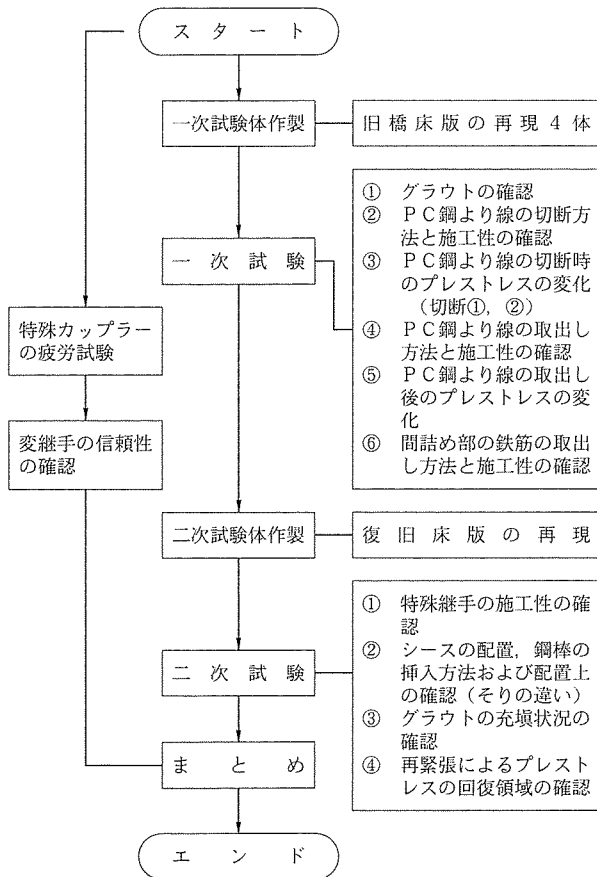 スタート
一次試験体作製
旧橋床版の再現4体
① グラウトの確認
② PC鋼より線の切断方
法と施工性の確認
③ PC鋼より線の切断時
のプレストレスの変化
(切断①,②)
④ PC鋼より線の取出し
方法と施工性の確認
⑤ PC鋼より線の取出し
後のプレストレスの変
化
⑥ 間詰め部の鉄筋の取出
し方法と施工性の確認
一次試験
特殊カップラー
の疲労試験
変継手の信頼性
の確認
二次試験体作製
復旧床版の再現
① 特殊継手の施工性の確
認
② シースの配置,鋼棒の
挿入方法および配置上
の確認(そりの違い)
③ グラウトの充塡状況の
確認
④ 再緊張によるプレスト
レスの回復領域の確認
二次試験
まとめ
エンド